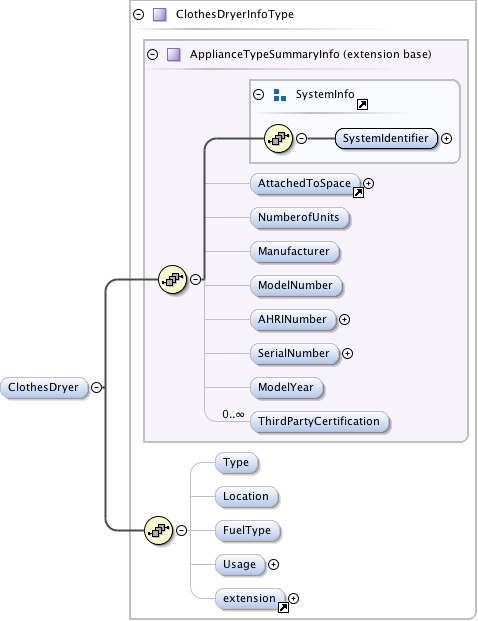 ClothesDryerInfoType
ApplianceTypeSummaryInfo (extension base)
SystemInfo
SystemIdentifier
AttachedToSpace
NumberofUnits
Manufacturer
ModelNumber
AHRINumber
SerialNumber
ModelYear
0..∞
ThirdPartyCertification
ClothesDryer
Type
Location
FuelType
Usage
extension